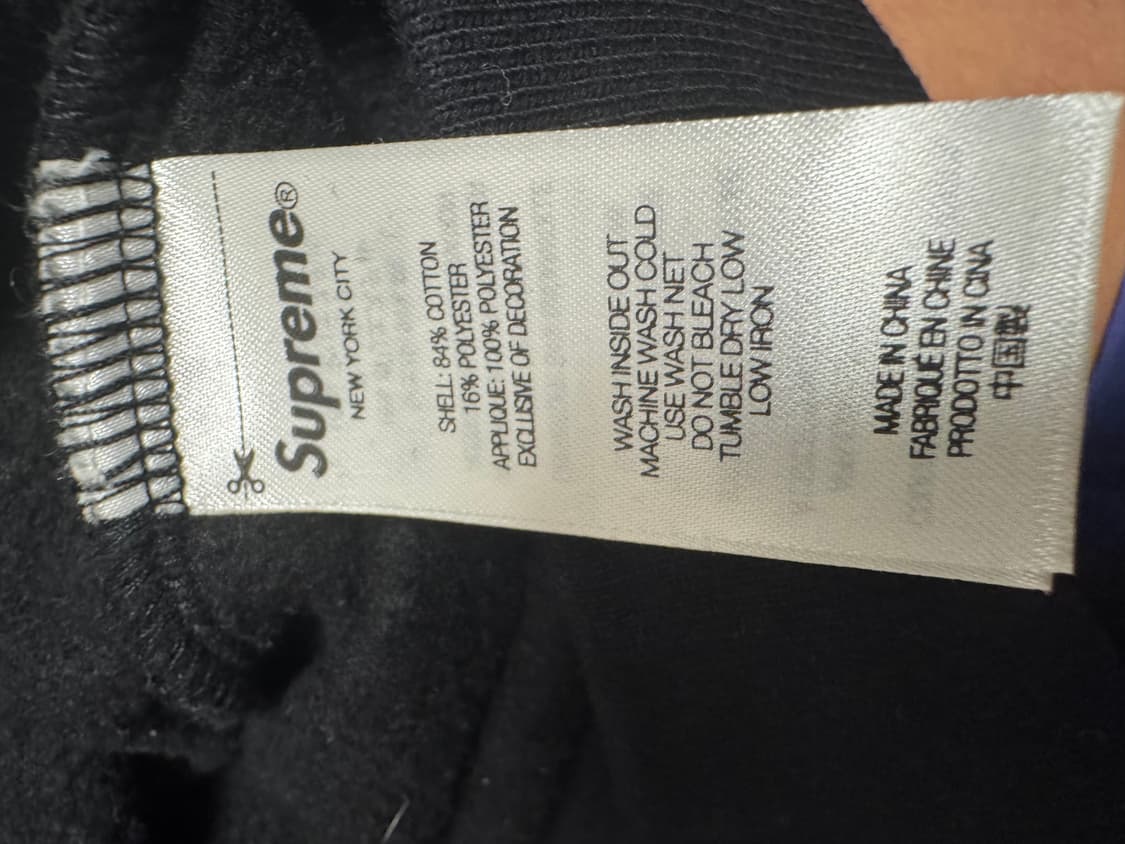 Supreme®
NEW YORK CITY
SHELL: 84% COTTON
16% POLYESTER
APPLIQUE: 100% POLYESTER
EXCLUSIVE OF DECORATION
WASH INSIDE OUT
MACHINE WASH COLD
USE WASH NET
DO NOT BLEACH
TUMBLE DRY LOW
LOW IRON
MADE IN CHINA
FABRIQUÉ EN CHINE
PRODOTTO IN CINA
中国製